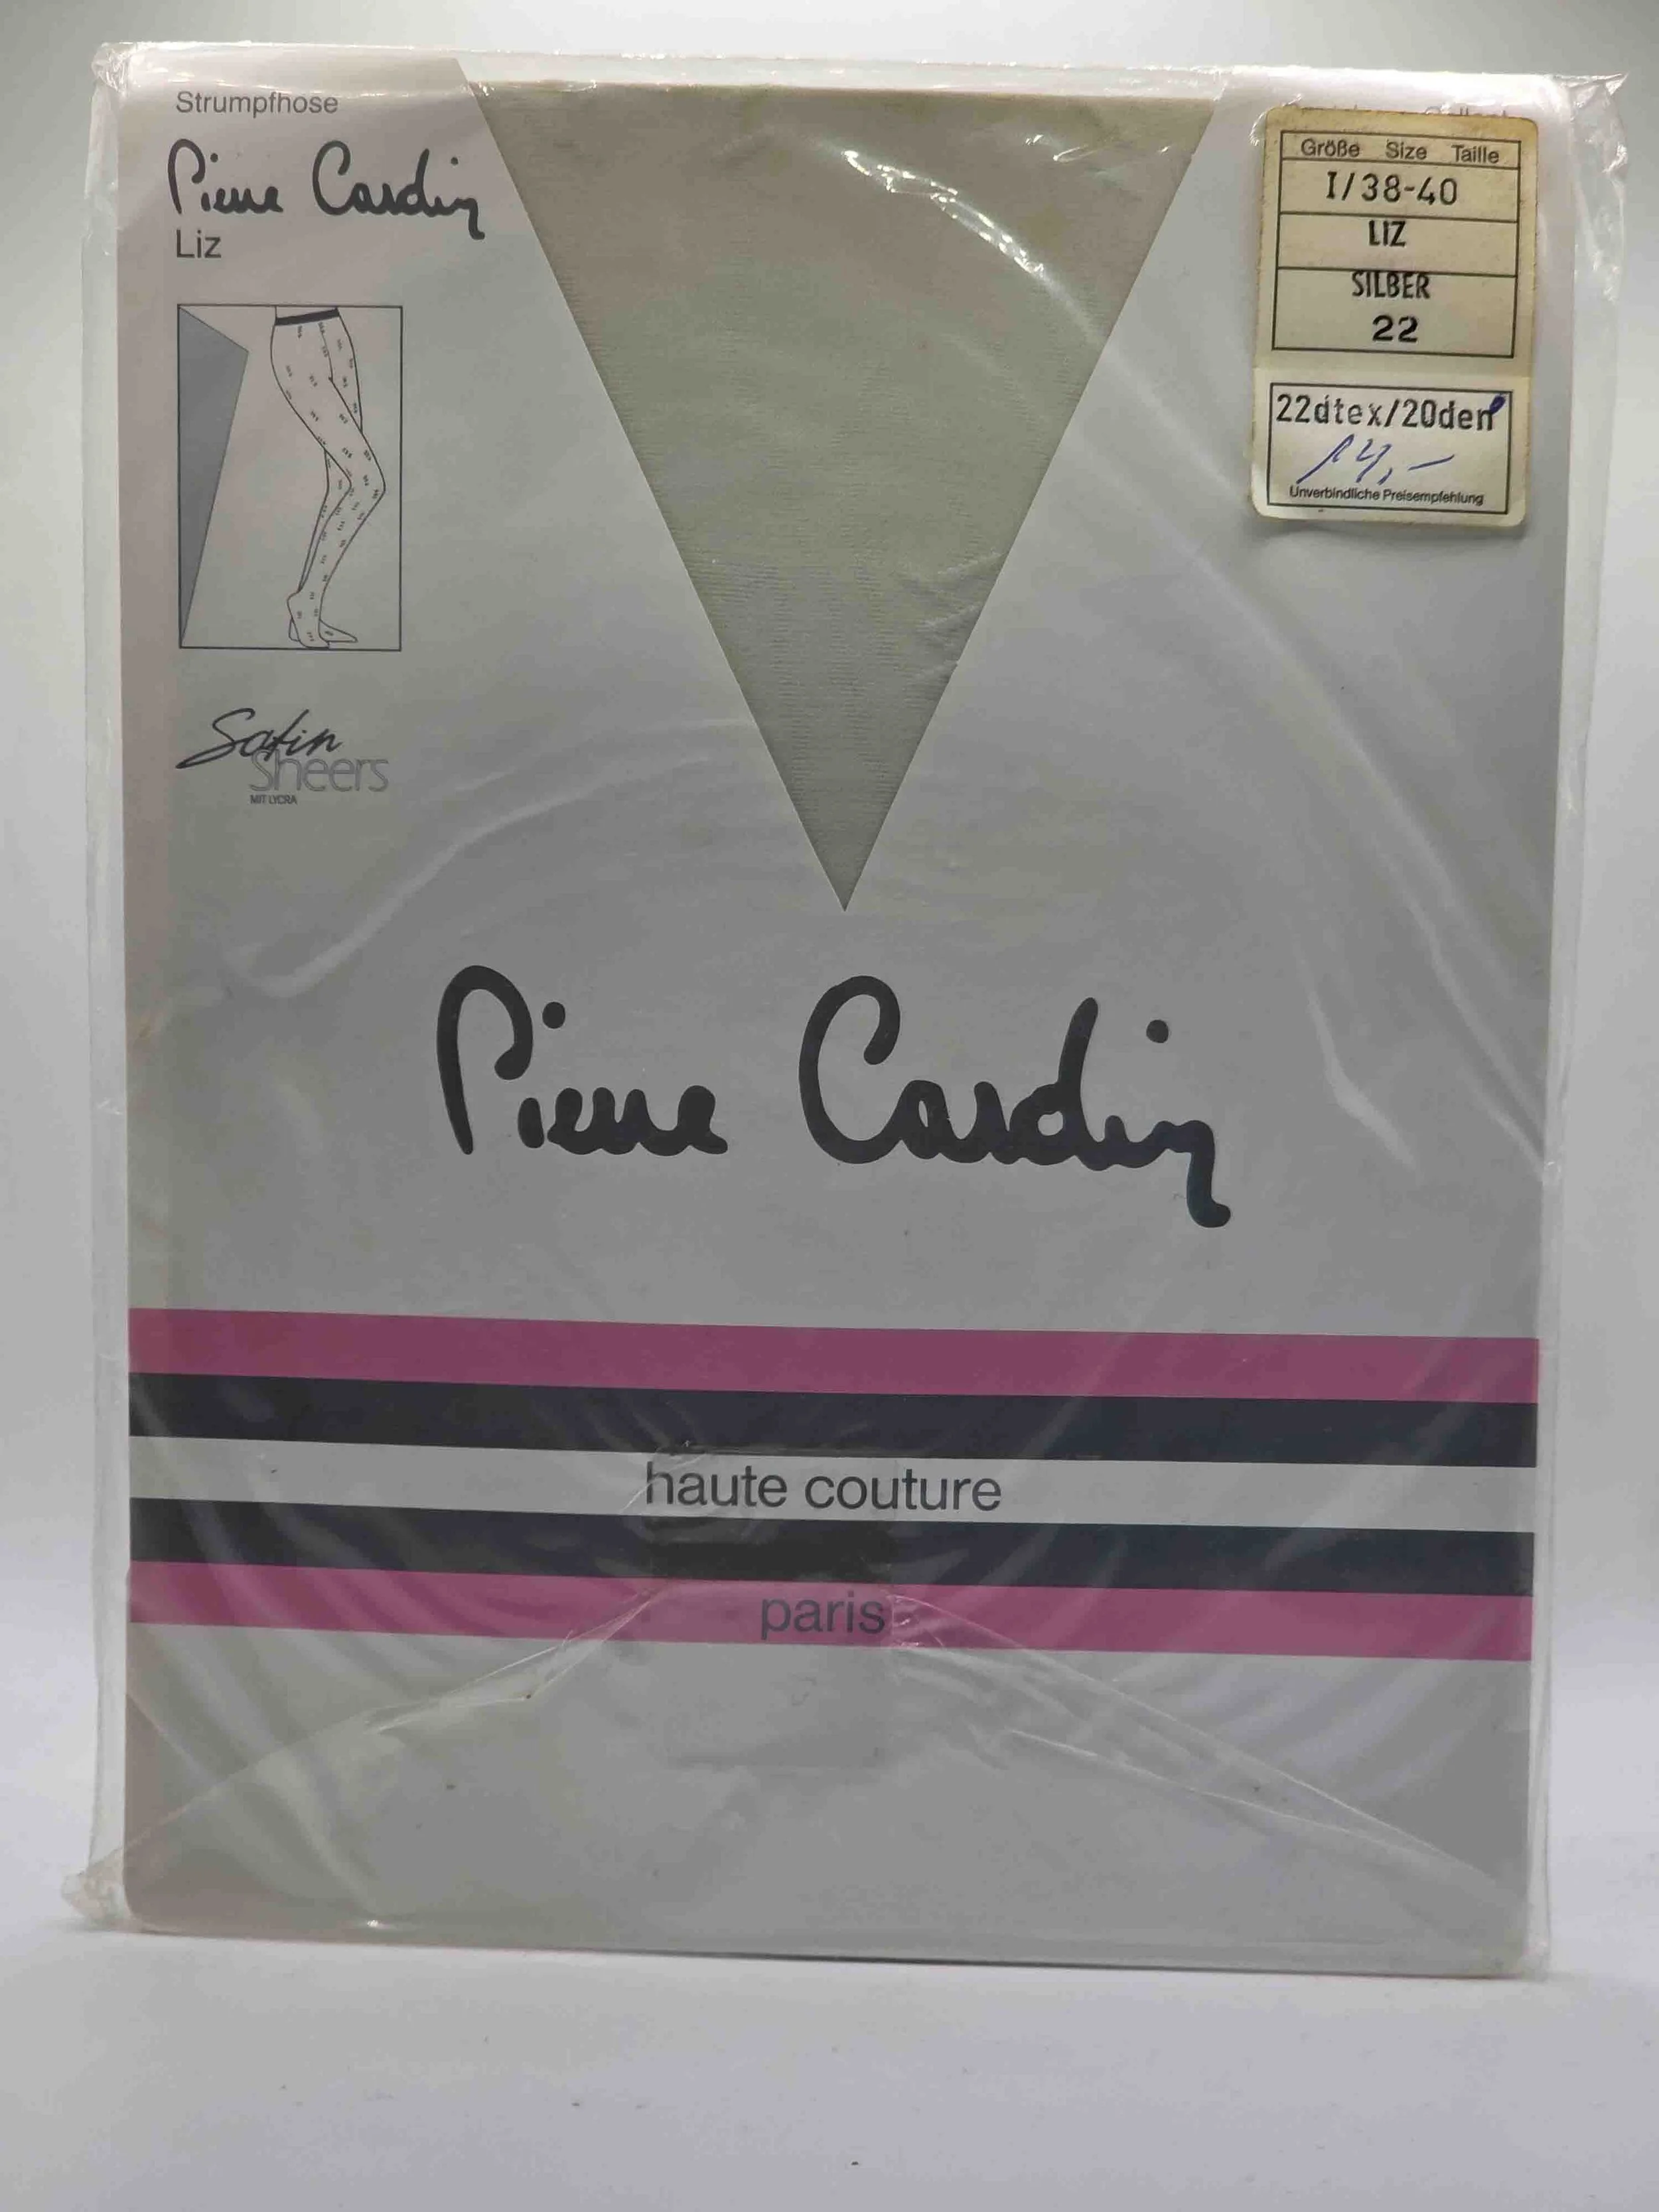 Strumpfhose
Pierre Cardin
Liz
Satin
Sheers
MIT LYCRA
Größe Size Taille
I/38-40
LIZ
SILBER
22
22dtex/20den
14,-
Unverbindliche Preisempfehlung
Pierre Cardin
haute couture
paris